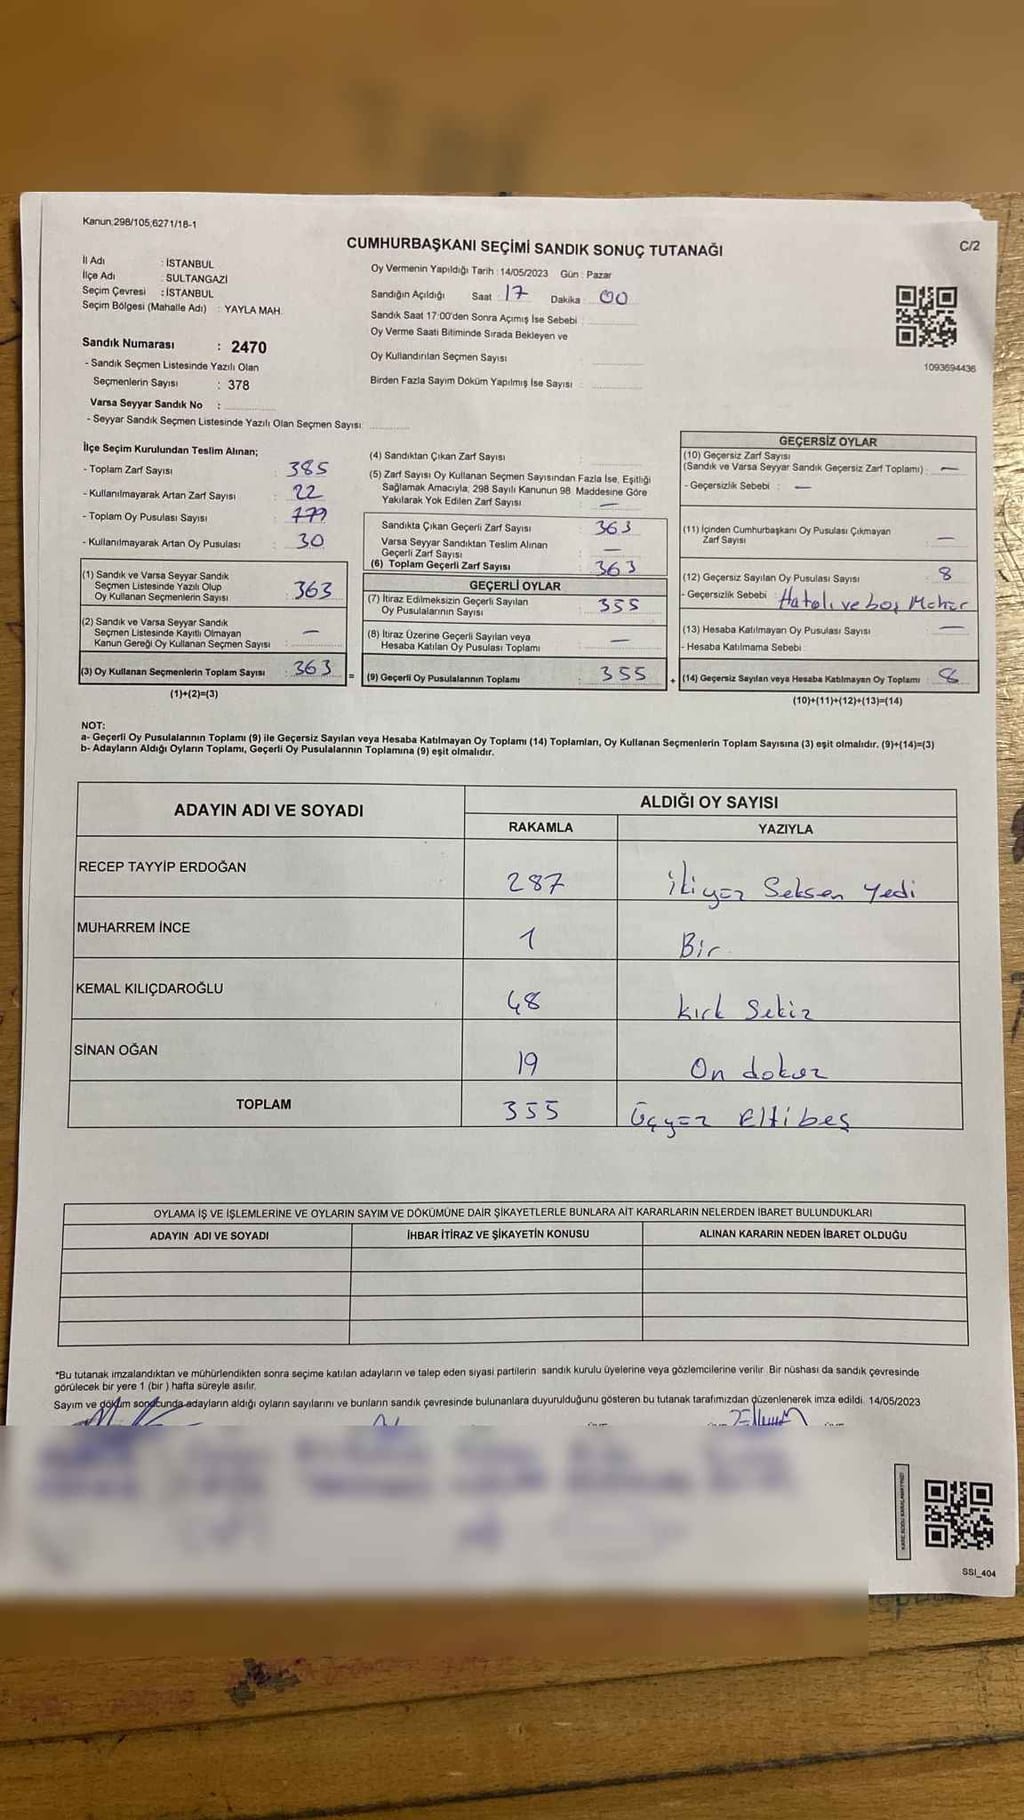 Kanun;298/105,6271/18-1
CUMHURBAŞKANI SEÇİMİ SANDIK SONUÇ TUTANAĞI
C/2
İl Adı : İSTANBUL
İlçe Adı : SULTANGAZİ
Seçim Çevresi : İSTANBUL
Seçim Bölgesi (Mahalle Adı) : YAYLA MAH.
Sandık Numarası : 2470
- Sandık Seçmen Listesinde Yazılı Olan
Seçmenlerin Sayısı : 378
Varsa Seyyar Sandık No :
- Seyyar Sandık Seçmen Listesinde Yazılı Olan Seçmen Sayısı:
Oy Vermenin Yapıldığı Tarih : 14/05/2023 Gün : Pazar
Sandığın Açıldığı Saat : 17 Dakika : 00
Sandık Saat 17:00'den Sonra Açımış İse Sebebi :
Oy Verme Saati Bitiminde Sırada Bekleyen ve
Oy Kullandırılan Seçmen Sayısı
Birden Fazla Sayım Döküm Yapılmış İse Sayısı :
1093694436
İlçe Seçim Kurulundan Teslim Alınan;
- Toplam Zarf Sayısı : 385
- Kullanılmayarak Artan Zarf Sayısı : 22
- Toplam Oy Pusulası Sayısı :
- Kullanılmayarak Artan Oy Pusulası : 30
(1) Sandık ve Varsa Seyyar Sandık
Seçmen Listesinde Yazılı Olup
Oy Kullanan Seçmenlerin Sayısı : 363
(2) Sandık ve Varsa Seyyar Sandık
Seçmen Listesinde Kayıtlı Olmayan
Kanun Gereği Oy Kullanan Seçmen Sayısı : —
(3) Oy Kullanan Seçmenlerin Toplam Sayısı : 363 =
(1)+(2)=(3)
(4) Sandıktan Çıkan Zarf Sayısı :
(5) Zarf Sayısı Oy Kullanan Seçmen Sayısından Fazla İse, Eşitliği
Sağlamak Amacıyla, 298 Sayılı Kanunun 98. Maddesine Göre
Yakılarak Yok Edilen Zarf Sayısı : —
Sandıkta Çıkan Geçerli Zarf Sayısı : 363
Varsa Seyyar Sandıktan Teslim Alınan
Geçerli Zarf Sayısı : —
(6) Toplam Geçerli Zarf Sayısı : 363
GEÇERLİ OYLAR
(7) İtiraz Edilmeksizin Geçerli Sayılan
Oy Pusulalarının Sayısı : 355
(8) İtiraz Üzerine Geçerli Sayılan veya
Hesaba Katılan Oy Pusulası Toplamı : —
(9) Geçerli Oy Pusulalarının Toplamı : 355 +
GEÇERSİZ OYLAR
(10) Geçersiz Zarf Sayısı
(Sandık ve Varsa Seyyar Sandık Geçersiz Zarf Toplamı) : —
- Geçersizlik Sebebi : —
(11) İçinden Cumhurbaşkanı Oy Pusulası Çıkmayan
Zarf Sayısı : —
(12) Geçersiz Sayılan Oy Pusulası Sayısı : 8
- Geçersizlik Sebebi : Hatalı ve boş Mühür
(13) Hesaba Katılmayan Oy Pusulası Sayısı : —
- Hesaba Katılmama Sebebi :
(14) Geçersiz Sayılan veya Hesaba Katılmayan Oy Toplamı : 8
(10)+(11)+(12)+(13)=(14)
NOT:
a- Geçerli Oy Pusulalarının Toplamı (9) ile Geçersiz Sayılan veya Hesaba Katılmayan Oy Toplamı (14) Toplamları, Oy Kullanan Seçmenlerin Toplam Sayısına (3) eşit olmalıdır. (9)+(14)=(3)
b- Adayların Aldığı Oyların Toplamı, Geçerli Oy Pusulalarının Toplamına (9) eşit olmalıdır.
ADAYIN ADI VE SOYADI
ALDIĞI OY SAYISI
RAKAMLA YAZIYLA
RECEP TAYYİP ERDOĞAN 287 İkiyüz Seksen Yedi
MUHARREM İNCE 1 Bir
KEMAL KILIÇDAROĞLU 48 Kırk Sekiz
SİNAN OĞAN 19 On dokuz
TOPLAM 355 Üçyüz Elli beş
OYLAMA İŞ VE İŞLEMLERİNE VE OYLARIN SAYIM VE DÖKÜMÜNE DAİR ŞİKAYETLERLE BUNLARA AİT KARARLARIN NELERDEN İBARET BULUNDUKLARI
ADAYIN ADI VE SOYADI İHBAR İTİRAZ VE ŞİKAYETİN KONUSU ALINAN KARARIN NEDEN İBARET OLDUĞU
*Bu tutanak imzalandıktan ve mühürlendikten sonra seçime katılan adayların ve talep eden siyasi partilerin sandık kurulu üyelerine veya gözlemcilerine verilir. Bir nüshası da sandık çevresinde
görülecek bir yere 1 (bir ) hafta süreyle asılır.
Sayım ve döküm sonucunda adayların aldığı oyların sayılarını ve bunların sandık çevresinde bulunanlara duyurulduğunu gösteren bu tutanak tarafımızdan düzenlenerek imza edildi. 14/05/2023
SSI_404